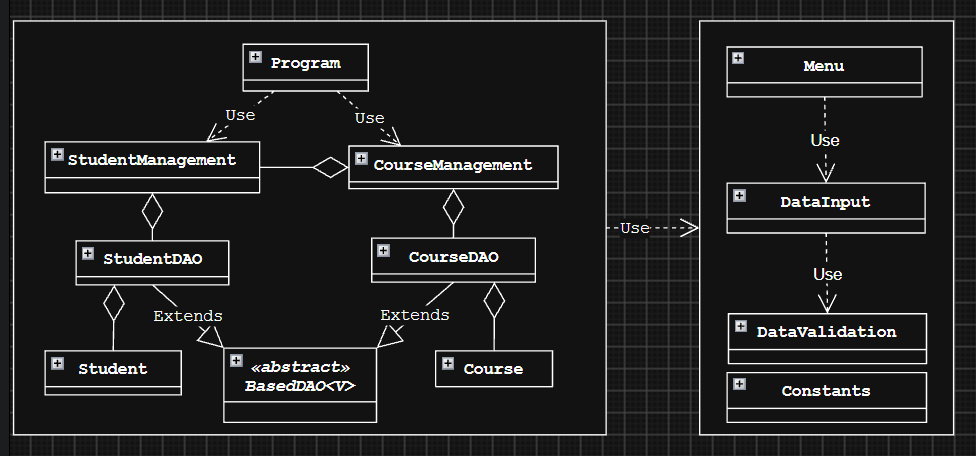 Program
Use
Use
StudentManagement
CourseManagement
StudentDAO
CourseDAO
Extends
Extends
Student
«abstract»
BasedDAO<V>
Course
Use
Menu
Use
DataInput
Use
DataValidation
Constants